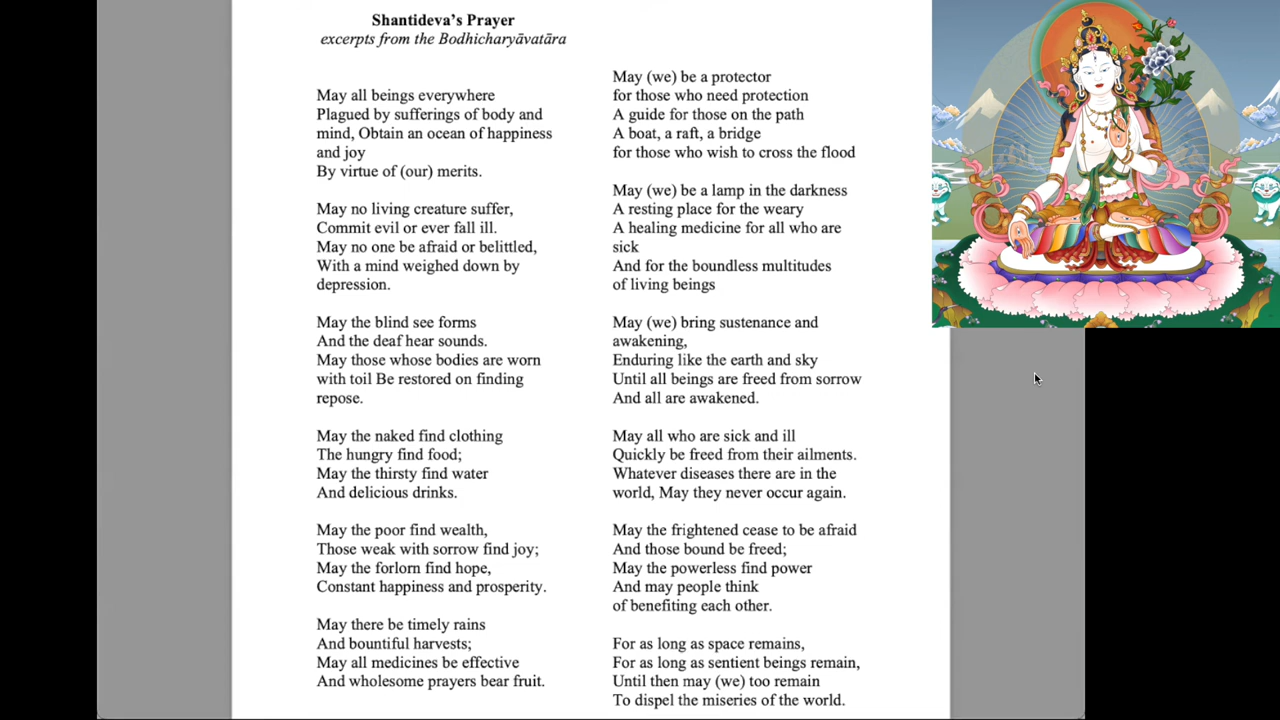 Shantideva's Prayer
excerpts from the Bodhicharyāvatāra
May all beings everywhere
Plagued by sufferings of body and
mind, Obtain an ocean of happiness
and joy
By virtue of (our) merits.
May no living creature suffer,
Commit evil or ever fall ill.
May no one be afraid or belittled,
With a mind weighed down by
depression.
May the blind see forms
And the deaf hear sounds.
May those whose bodies are worn
with toil Be restored on finding
repose.
May the naked find clothing
The hungry find food;
May the thirsty find water
And delicious drinks.
May the poor find wealth,
Those weak with sorrow find joy;
May the forlorn find hope,
Constant happiness and prosperity.
May there be timely rains
And bountiful harvests;
May all medicines be effective
And wholesome prayers bear fruit.
May (we) be a protector
for those who need protection
A guide for those on the path
A boat, a raft, a bridge
for those who wish to cross the flood
May (we) be a lamp in the darkness
A resting place for the weary
A healing medicine for all who are
sick
And for the boundless multitudes
of living beings
May (we) bring sustenance and
awakening,
Enduring like the earth and sky
Until all beings are freed from sorrow
And all are awakened.
May all who are sick and ill
Quickly be freed from their ailments.
Whatever diseases there are in the
world, May they never occur again.
May the frightened cease to be afraid
And those bound be freed;
May the powerless find power
And may people think
of benefiting each other.
For as long as space remains,
For as long as sentient beings remain,
Until then may (we) too remain
To dispel the miseries of the world.